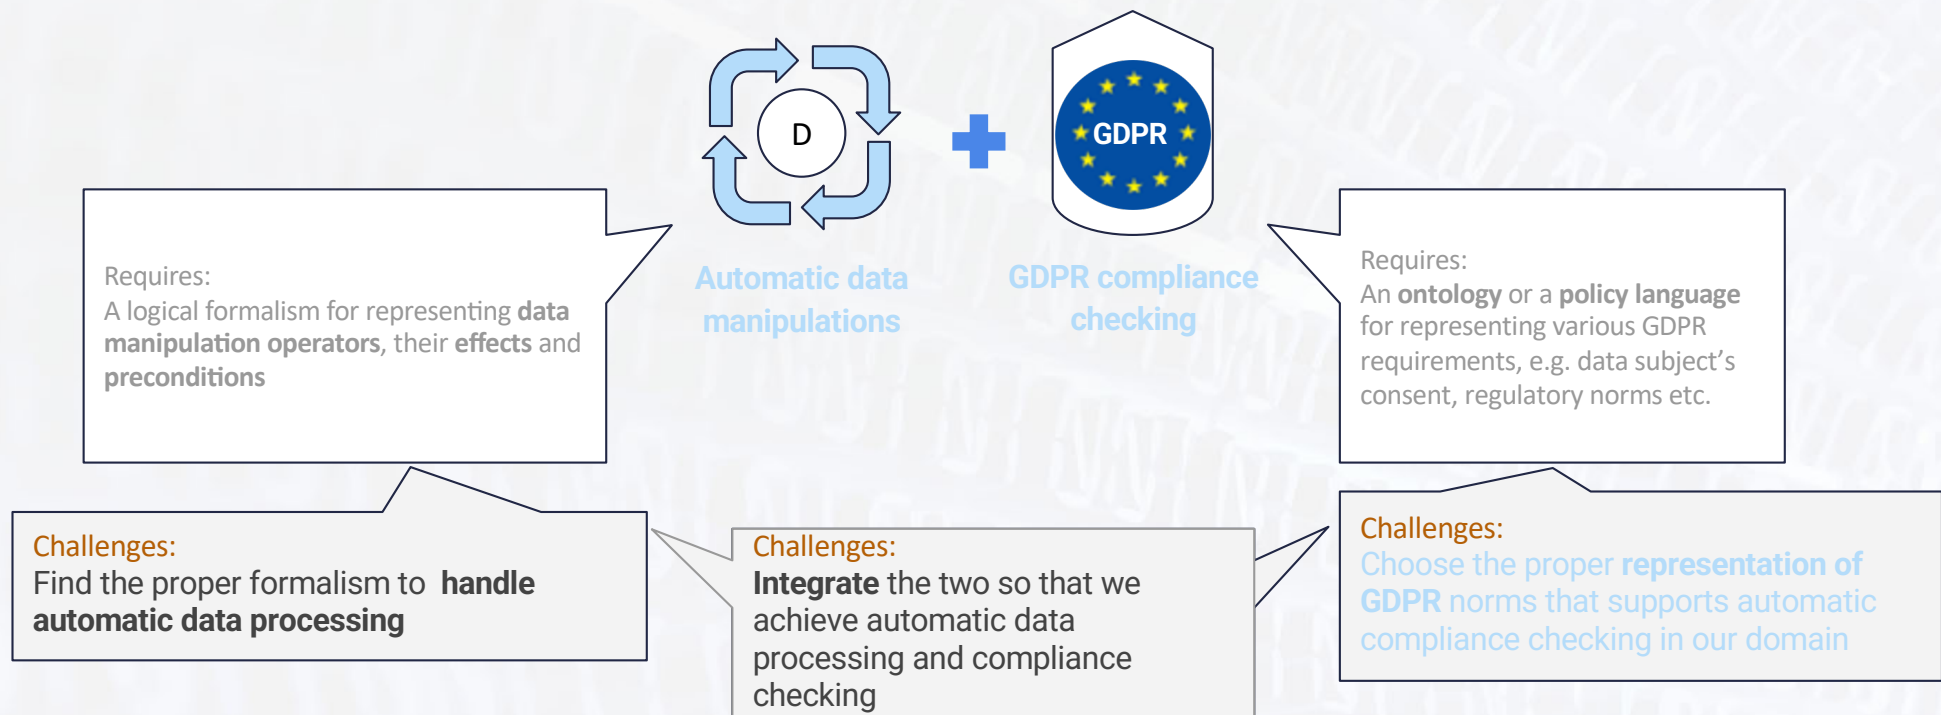 D
GDPR
Automatic data
manipulations
GDPR compliance
checking
Requires:
A logical formalism for representing data
manipulation operators, their effects and
preconditions
Requires:
An ontology or a policy language
for representing various GDPR
requirements, e.g. data subject's
consent, regulatory norms etc.
Challenges:
Find the proper formalism to handle
automatic data processing
Challenges:
Integrate the two so that we
achieve automatic data
processing and compliance
checking
Challenges:
Choose the proper representation of
GDPR norms that supports automatic
compliance checking in our domain